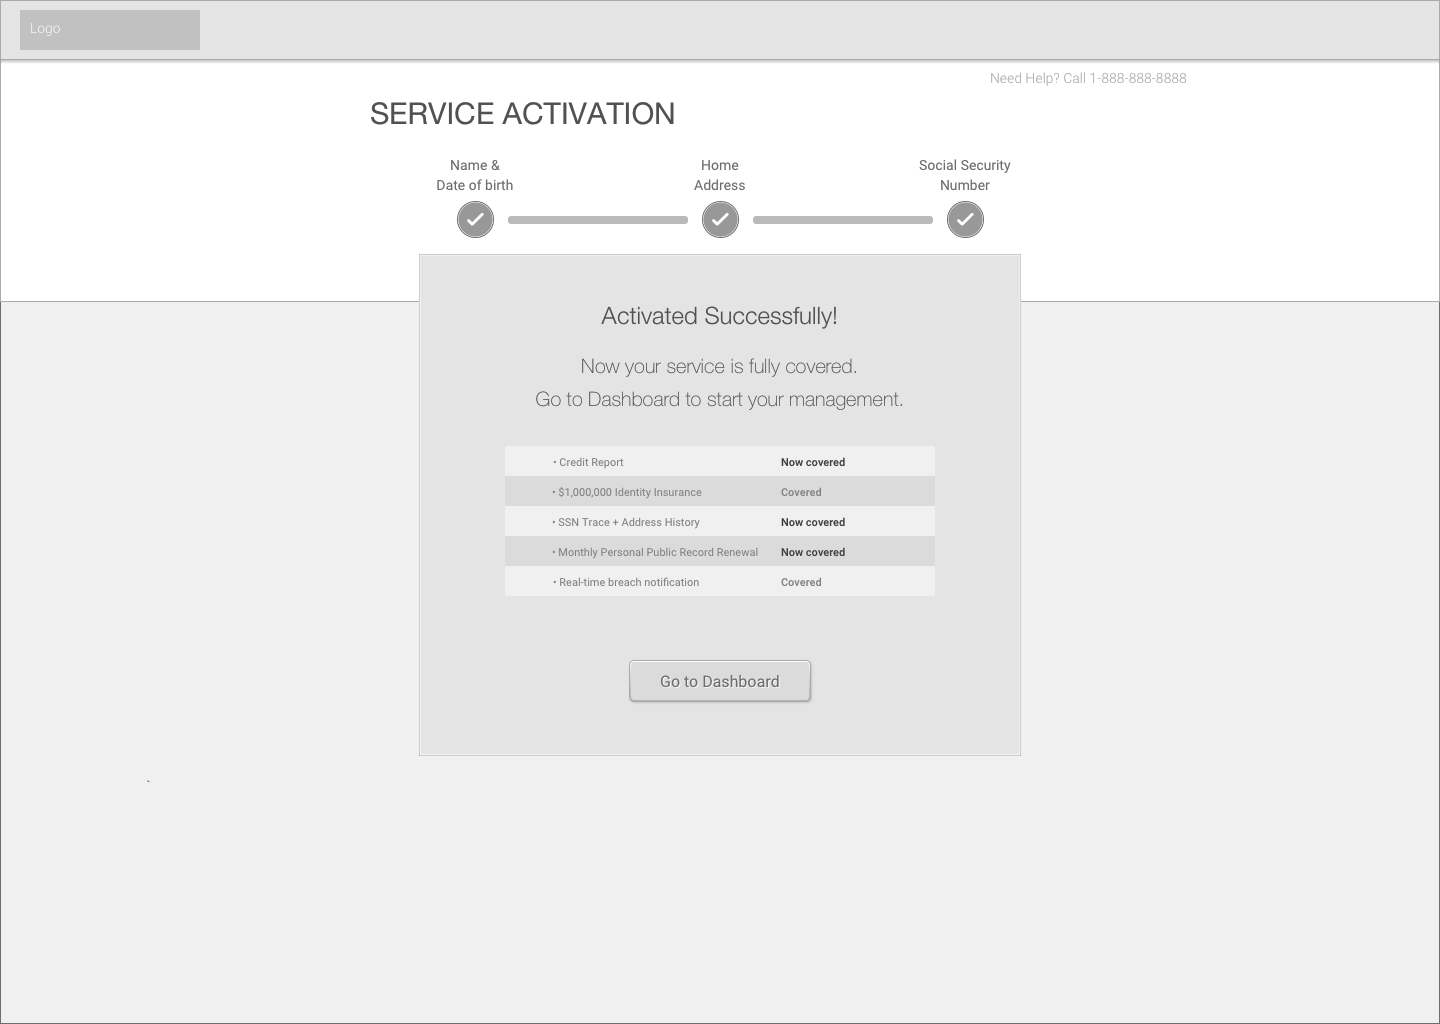 Logo
Need Help? Call 1-888-888-8888
SERVICE ACTIVATION
Name &
Date of birth
Home
Address
Social Security
Number
Activated Successfully!
Now your service is fully covered.
Go to Dashboard to start your management.
• Credit Report Now covered
• $1,000,000 Identity Insurance Covered
• SSN Trace + Address History Now covered
• Monthly Personal Public Record Renewal Now covered
• Real-time breach notification Covered
Go to Dashboard
`